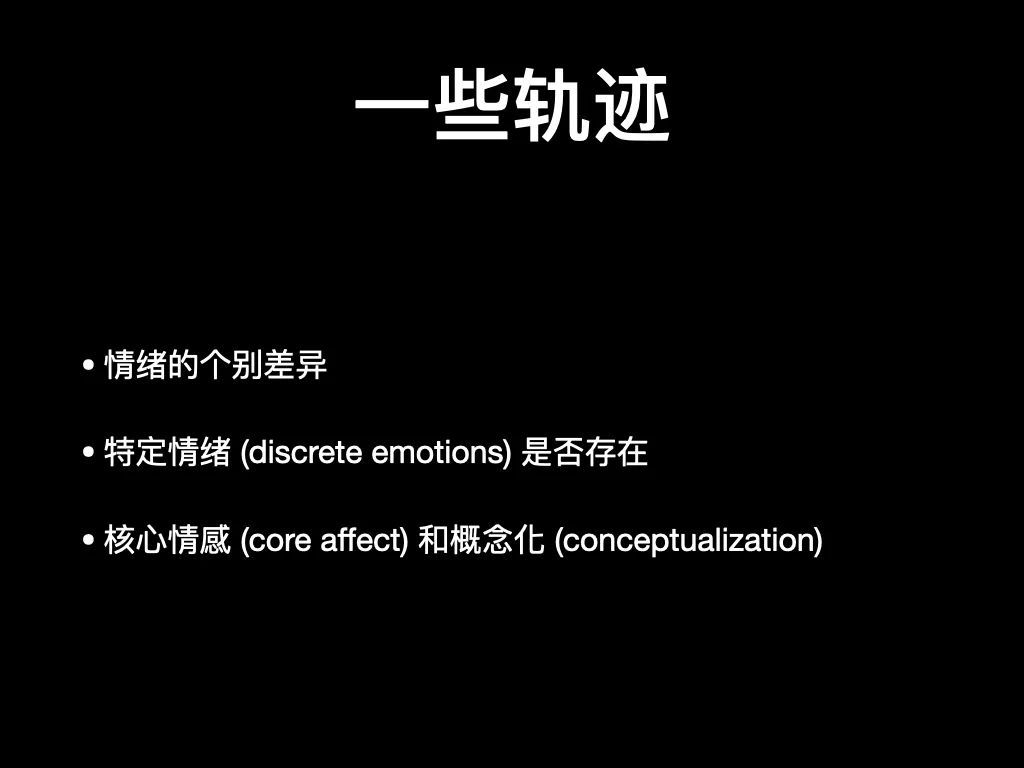 一些轨迹
• 情绪的个别差异
• 特定情绪 (discrete emotions) 是否存在
• 核心情感 (core affect) 和概念化 (conceptualization)